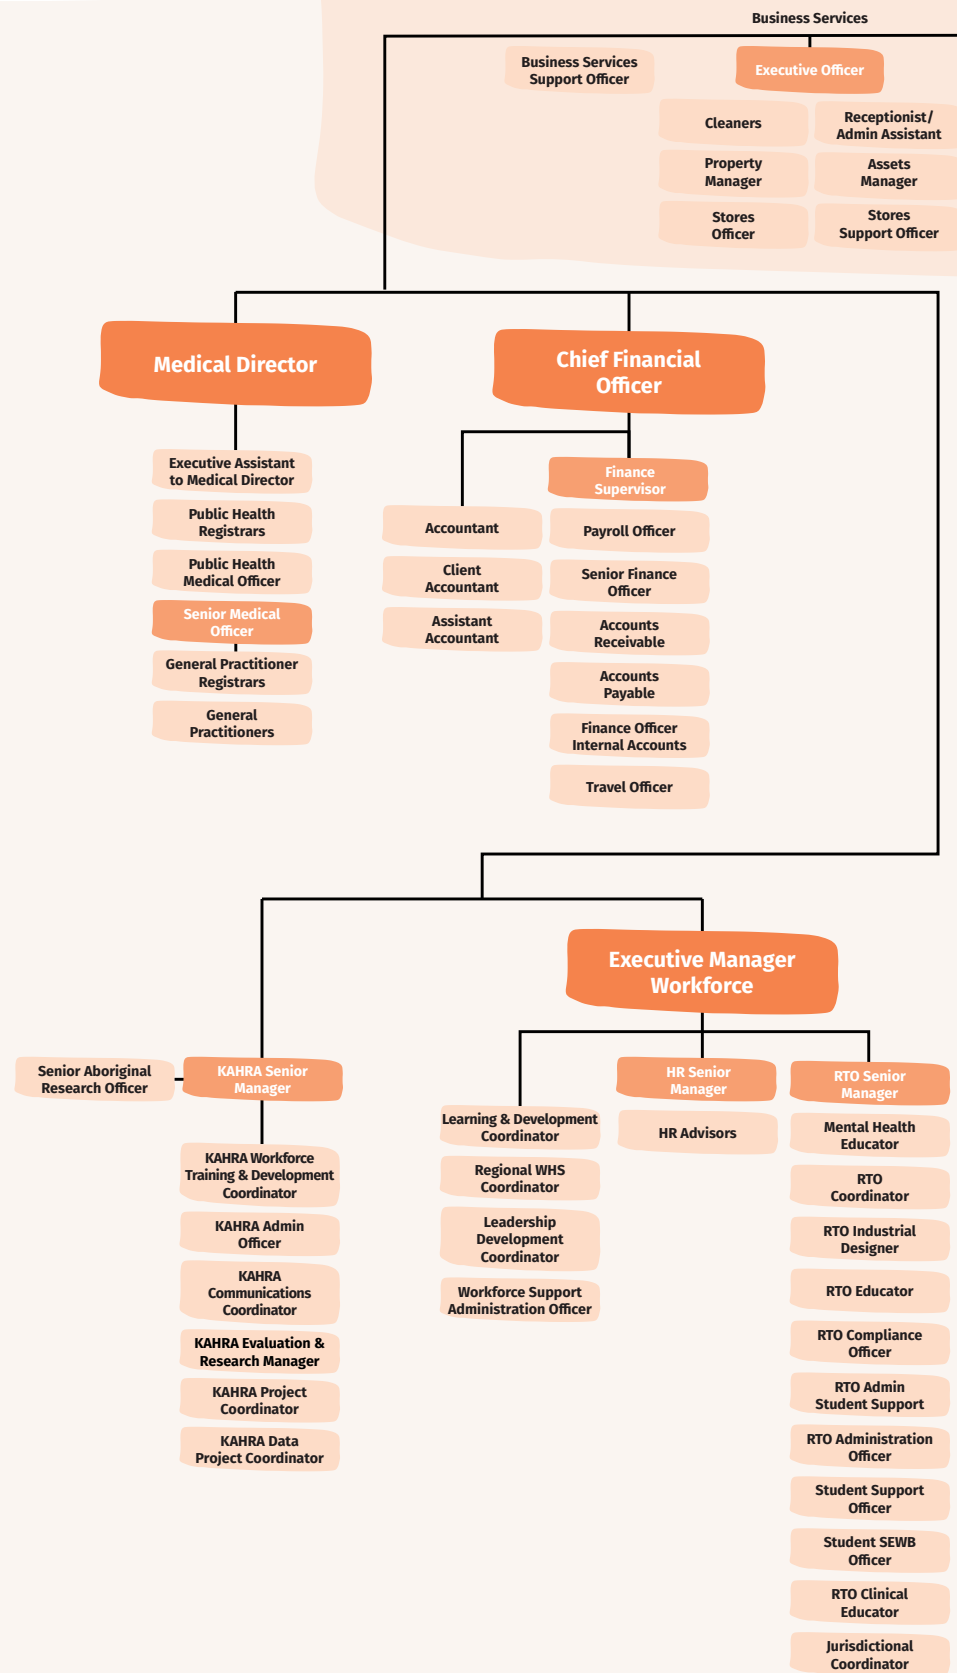 Business Services
Business Services
Support Officer
Executive Officer
Cleaners
Receptionist/
Admin Assistant
Property
Manager
Assets
Manager
Stores
Officer
Stores
Support Officer
Medical Director
Chief Financial
Officer
Executive Assistant
to Medical Director
Public Health
Registrars
Public Health
Medical Officer
Senior Medical
Officer
General Practitioner
Registrars
General
Practitioners
Accountant
Client
Accountant
Assistant
Accountant
Finance
Supervisor
Payroll Officer
Senior Finance
Officer
Accounts
Receivable
Accounts
Payable
Finance Officer
Internal Accounts
Travel Officer
Executive Manager
Workforce
Senior Aboriginal
Research Officer
KAHRA Senior
Manager
KAHRA Workforce
Training & Development
Coordinator
KAHRA Admin
Officer
KAHRA
Communications
Coordinator
KAHRA Evaluation &
Research Manager
KAHRA Project
Coordinator
KAHRA Data
Project Coordinator
Learning & Development
Coordinator
Regional WHS
Coordinator
Leadership
Development
Coordinator
Workforce Support
Administration Officer
HR Senior
Manager
HR Advisors
RTO Senior
Manager
Mental Health
Educator
RTO
Coordinator
RTO Industrial
Designer
RTO Educator
RTO Compliance
Officer
RTO Admin
Student Support
RTO Administration
Officer
Student Support
Officer
Student SEWB
Officer
RTO Clinical
Educator
Jurisdictional
Coordinator